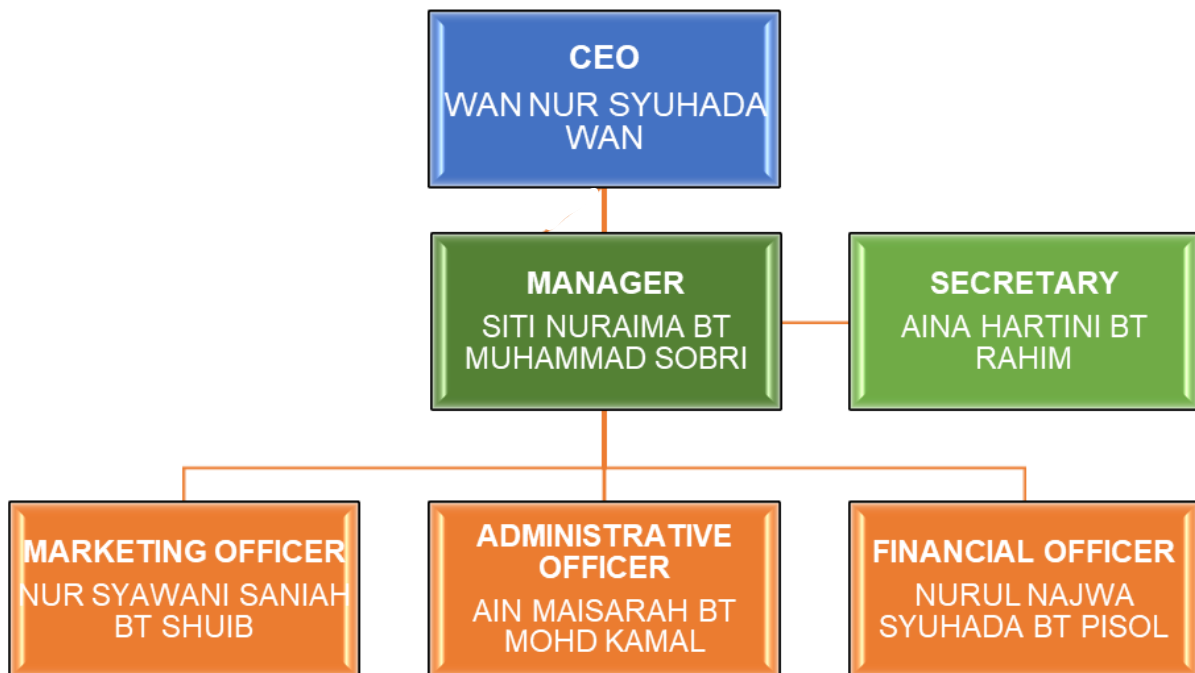 CEO
WAN NUR SYUHADA
WAN
MANAGER
SITI NURAIMA BT
MUHAMMAD SOBRI
SECRETARY
AINA HARTINI BT
RAHIM
MARKETING OFFICER
NUR SYAWANI SANIAH
BT SHUIB
ADMINISTRATIVE
OFFICER
AIN MAISARAH BT
MOHD KAMAL
FINANCIAL OFFICER
NURUL NAJWA
SYUHADA BT PISOL